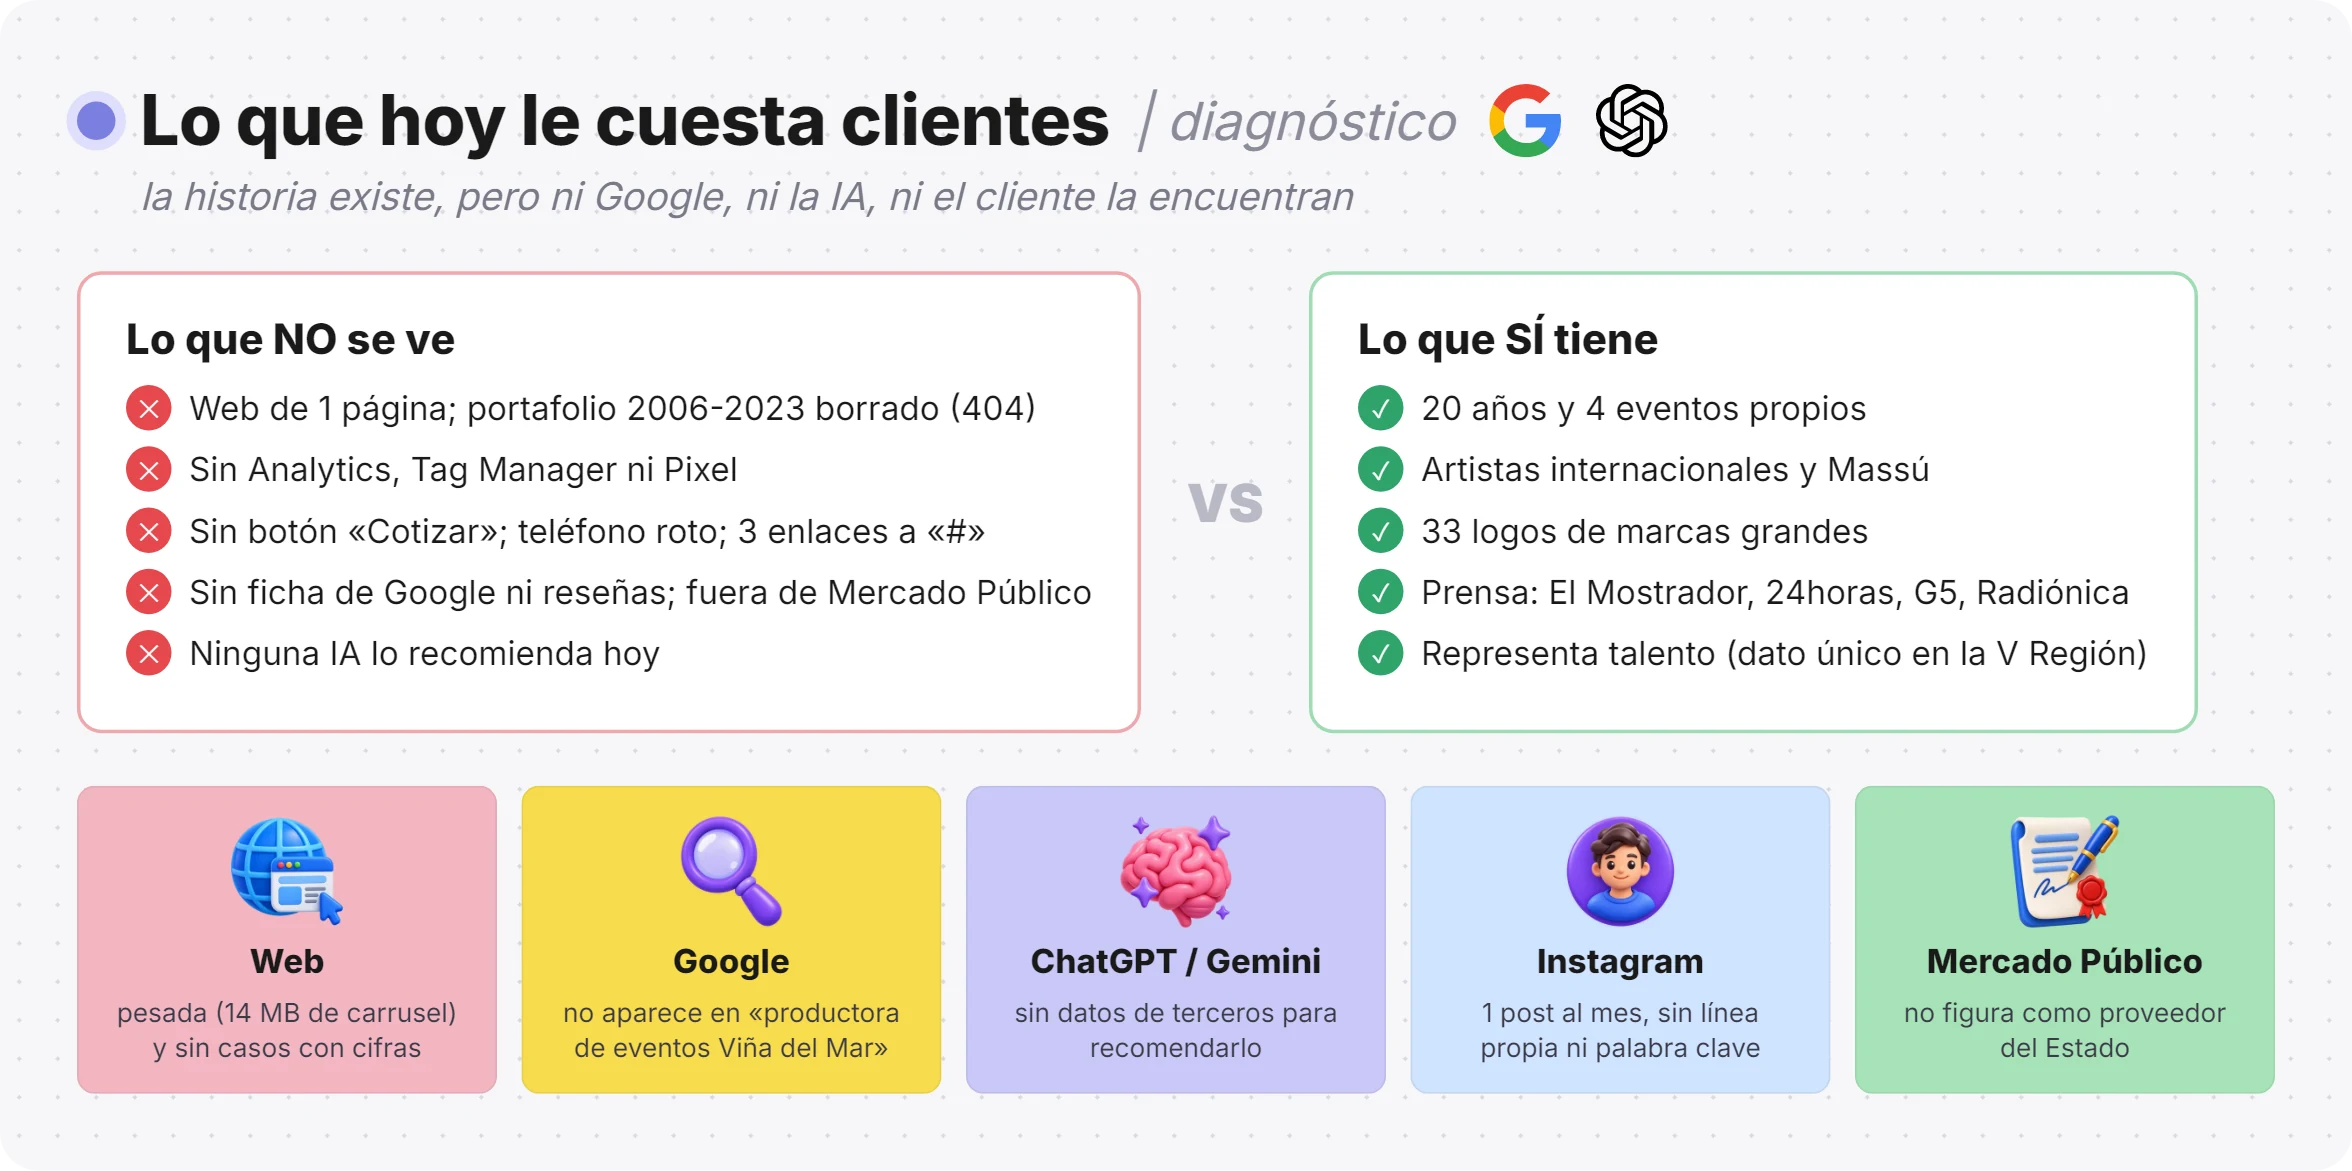 Lo que hoy le cuesta clientes | diagnóstico
la historia existe, pero ni Google, ni la IA, ni el cliente la encuentran
Lo que NO se ve
Web de 1 página; portafolio 2006-2023 borrado (404)
Sin Analytics, Tag Manager ni Pixel
Sin botón «Cotizar»; teléfono roto; 3 enlaces a «#»
Sin ficha de Google ni reseñas; fuera de Mercado Público
Ninguna IA lo recomienda hoy
vs
Lo que SÍ tiene
20 años y 4 eventos propios
Artistas internacionales y Massú
33 logos de marcas grandes
Prensa: El Mostrador, 24horas, G5, Radiónica
Representa talento (dato único en la V Región)
Web
pesada (14 MB de carrusel)
y sin casos con cifras
Google
no aparece en «productora
de eventos Viña del Mar»
ChatGPT / Gemini
sin datos de terceros para
recomendarlo
Instagram
1 post al mes, sin línea
propia ni palabra clave
Mercado Público
no figura como proveedor
del Estado